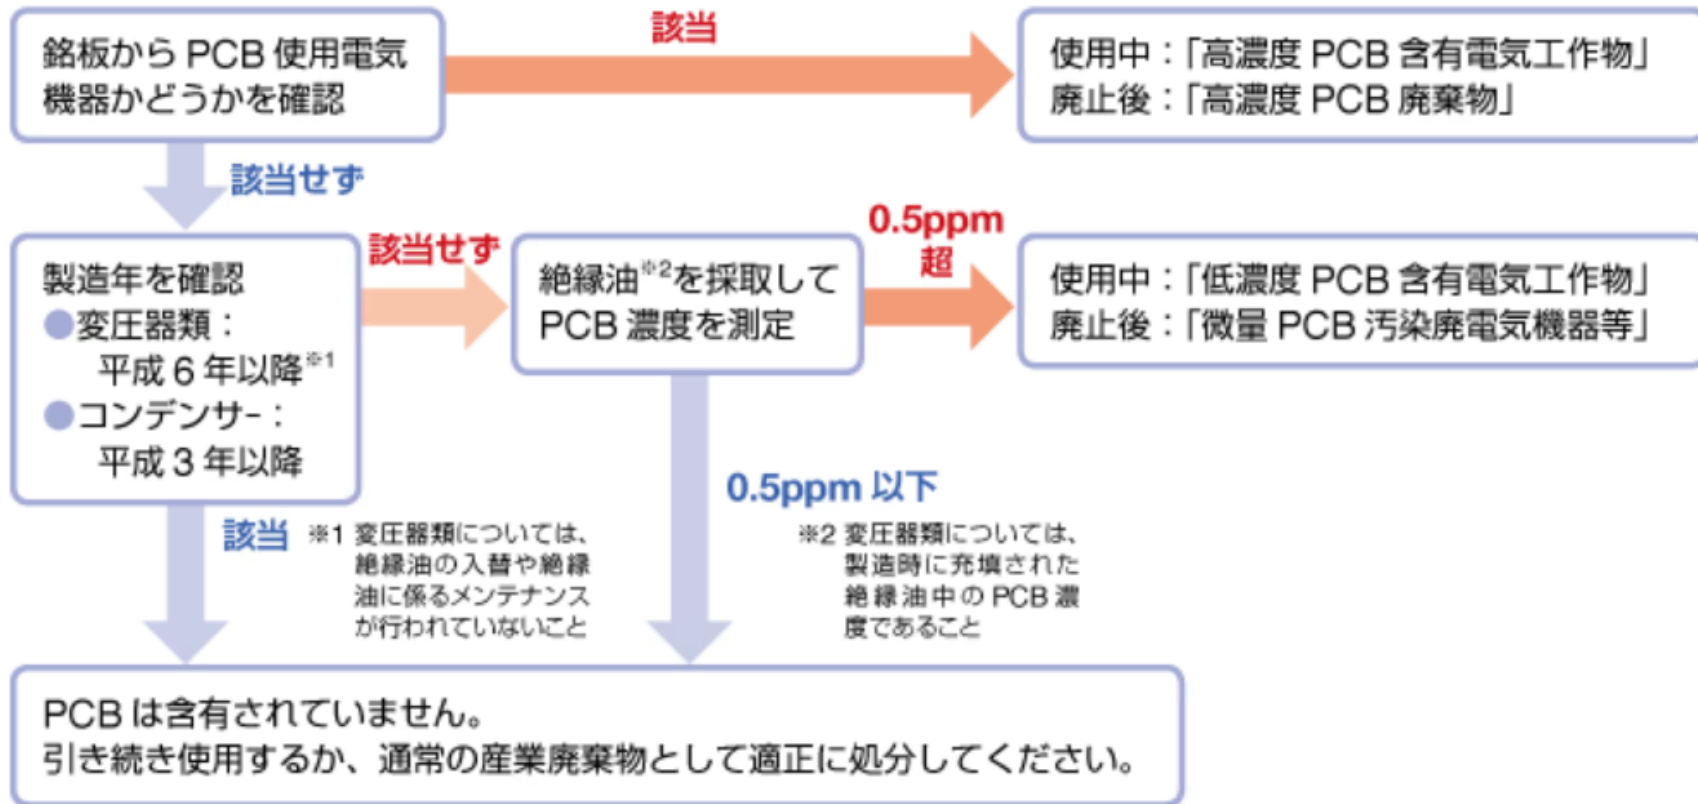 銘板から PCB 使用電気
機器かどうかを確認
該当
使用中：「高濃度 PCB 含有電気工作物」
廃止後：「高濃度 PCB 廃棄物」
該当せず
製造年を確認
●変圧器類：
平成 6 年以降※1
●コンデンサｰ：
平成 3 年以降
該当せず
絶縁油※2を採取して
PCB 濃度を測定
0.5ppm
超
使用中：「低濃度 PCB 含有電気工作物」
廃止後：「微量 PCB 汚染廃電気機器等」
該当
※1 変圧器類については、
絶縁油の入替や絶縁
油に係るメンテナンス
が行われていないこと
0.5ppm 以下
※2 変圧器類については、
製造時に充填された
絶縁油中の PCB 濃
度であること
PCB は含有されていません。
引き続き使用するか、通常の産業廃棄物として適正に処分してください。